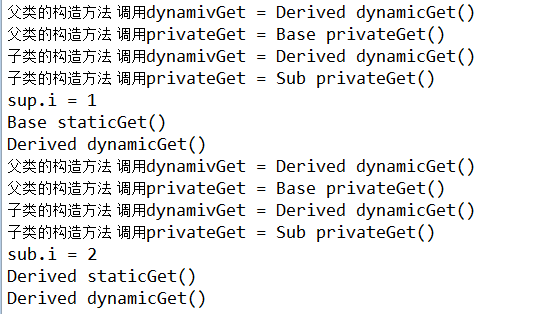 父类的构造方法 调用dynamivGet = Derived dynamicGet()
父类的构造方法 调用privateGet = Base privateGet()
子类的构造方法 调用dynamivGet = Derived dynamicGet()
子类的构造方法 调用privateGet = Sub privateGet()
sup.i = 1
Base staticGet()
Derived dynamicGet()
父类的构造方法 调用dynamivGet = Derived dynamicGet()
父类的构造方法 调用privateGet = Base privateGet()
子类的构造方法 调用dynamivGet = Derived dynamicGet()
子类的构造方法 调用privateGet = Sub privateGet()
sub.i = 2
Derived staticGet()
Derived dynamicGet()